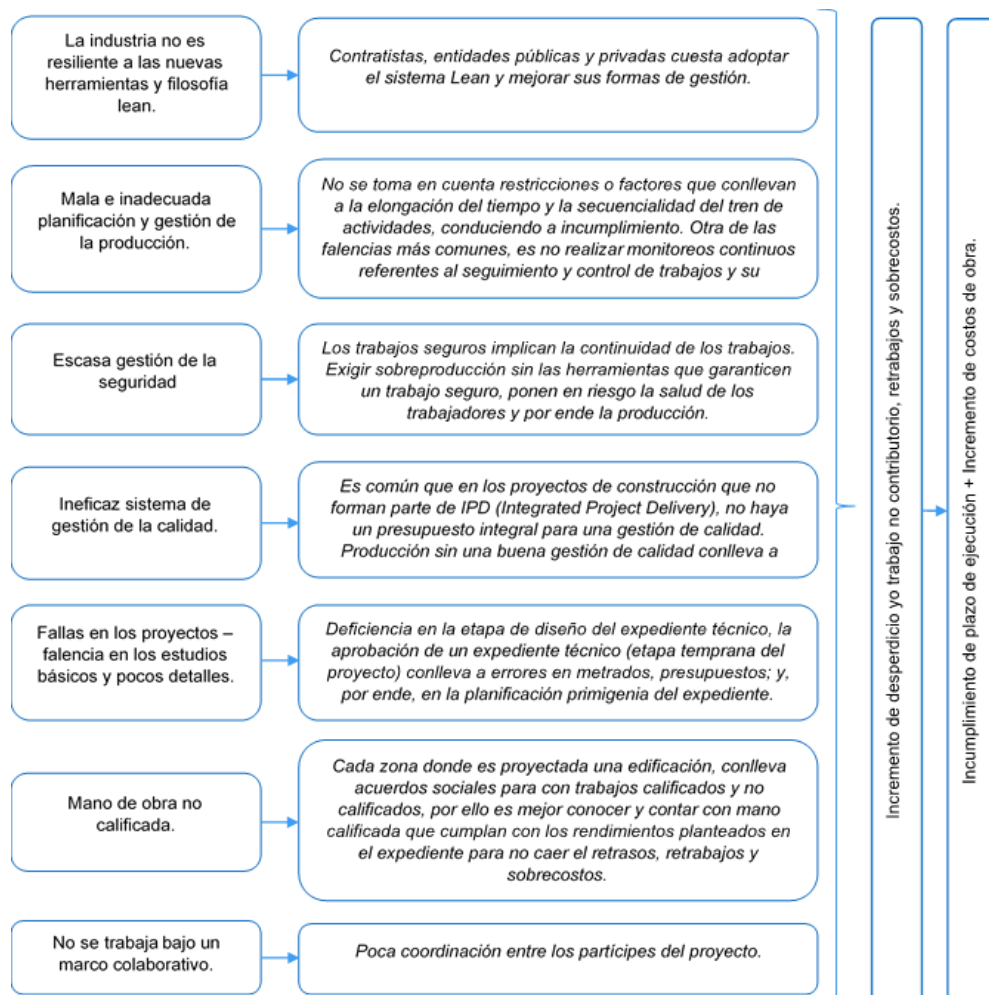 La industria no es
resiliente a las nuevas
herramientas y filosofía
lean.
Contratistas, entidades públicas y privadas cuesta adoptar
el sistema Lean y mejorar sus formas de gestión.
Mala e inadecuada
planificación y gestión de
la producción.
No se toma en cuenta restricciones o factores que conllevan
a la elongación del tiempo y la secuencialidad del tren de
actividades, conduciendo a incumplimiento. Otra de las
falencias más comunes, es no realizar monitoreos continuos
referentes al seguimiento y control de trabajos y su
Escasa gestión de la
seguridad
Los trabajos seguros implican la continuidad de los trabajos.
Exigir sobreproducción sin las herramientas que garanticen
un trabajo seguro, ponen en riesgo la salud de los
trabajadores y por ende la producción.
Ineficaz sistema de
gestión de la calidad.
Es común que en los proyectos de construcción que no
forman parte de IPD (Integrated Project Delivery), no haya
un presupuesto integral para una gestión de calidad.
Producción sin una buena gestión de calidad conlleva a
Fallas en los proyectos –
falencia en los estudios
básicos y pocos detalles.
Deficiencia en la etapa de diseño del expediente técnico, la
aprobación de un expediente técnico (etapa temprana del
proyecto) conlleva a errores en metrados, presupuestos; y,
por ende, en la planificación primigenia del expediente.
Mano de obra no
calificada.
Cada zona donde es proyectada una edificación, conlleva
acuerdos sociales para con trabajos calificados y no
calificados, por ello es mejor conocer y contar con mano
calificada que cumplan con los rendimientos planteados en
el expediente para no caer el retrasos, retrabajos y
sobrecostos.
No se trabaja bajo un
marco colaborativo.
Poca coordinación entre los partícipes del proyecto.
Incremento de desperdicio yo trabajo no contributorio, retrabajos y sobrecostos.
Incumplimiento de plazo de ejecución + Incremento de costos de obra.